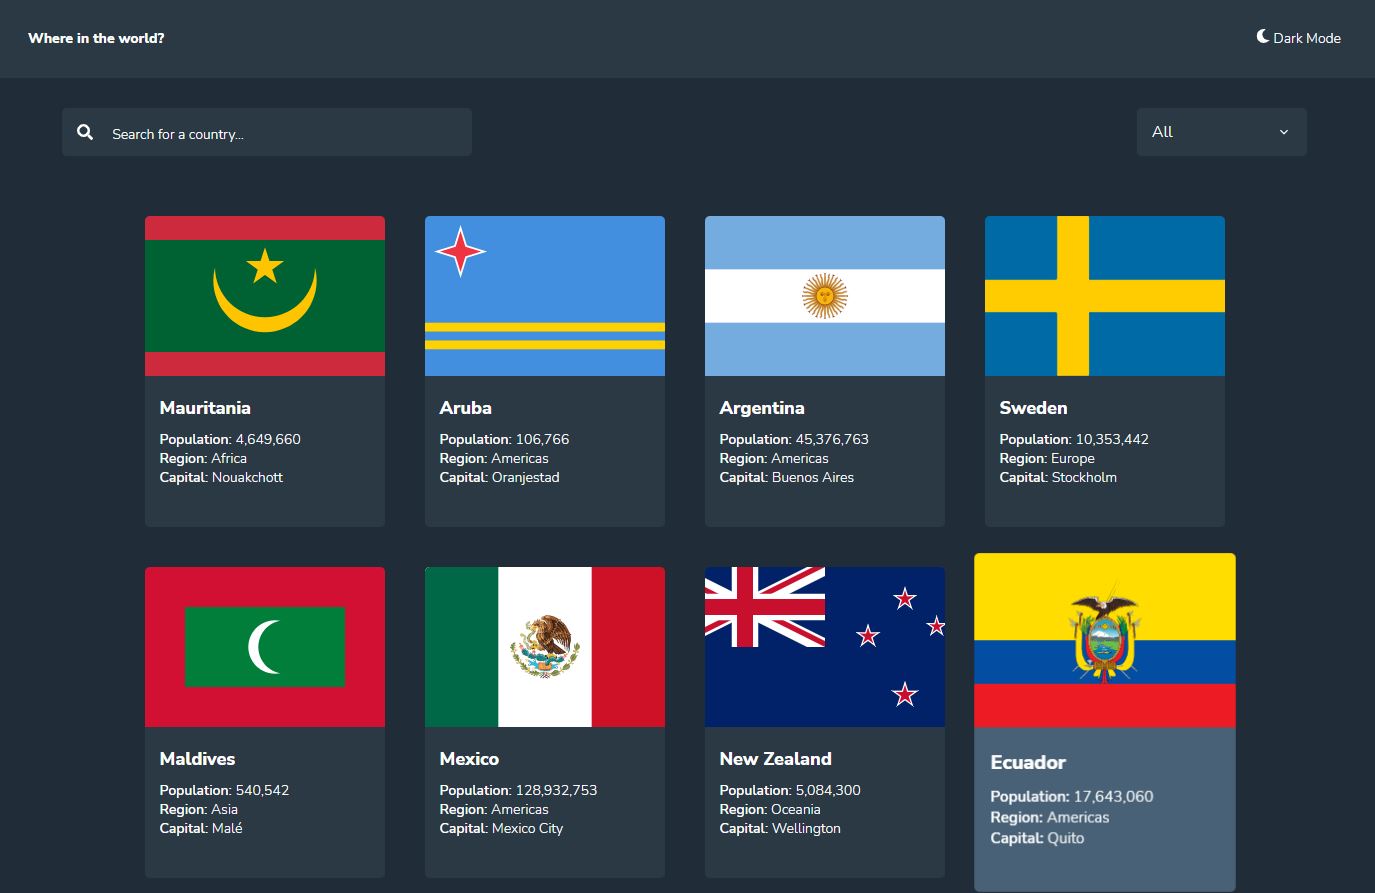 Where in the world?
Dark Mode
Search for a country...
All
Mauritania
Population: 4,649,660
Region: Africa
Capital: Nouakchott
Aruba
Population: 106,766
Region: Americas
Capital: Oranjestad
Argentina
Population: 45,376,763
Region: Americas
Capital: Buenos Aires
Sweden
Population: 10,353,442
Region: Europe
Capital: Stockholm
Maldives
Population: 540,542
Region: Asia
Capital: Malé
Mexico
Population: 128,932,753
Region: Americas
Capital: Mexico City
New Zealand
Population: 5,084,300
Region: Oceania
Capital: Wellington
Ecuador
Population: 17,643,060
Region: Americas
Capital: Quito